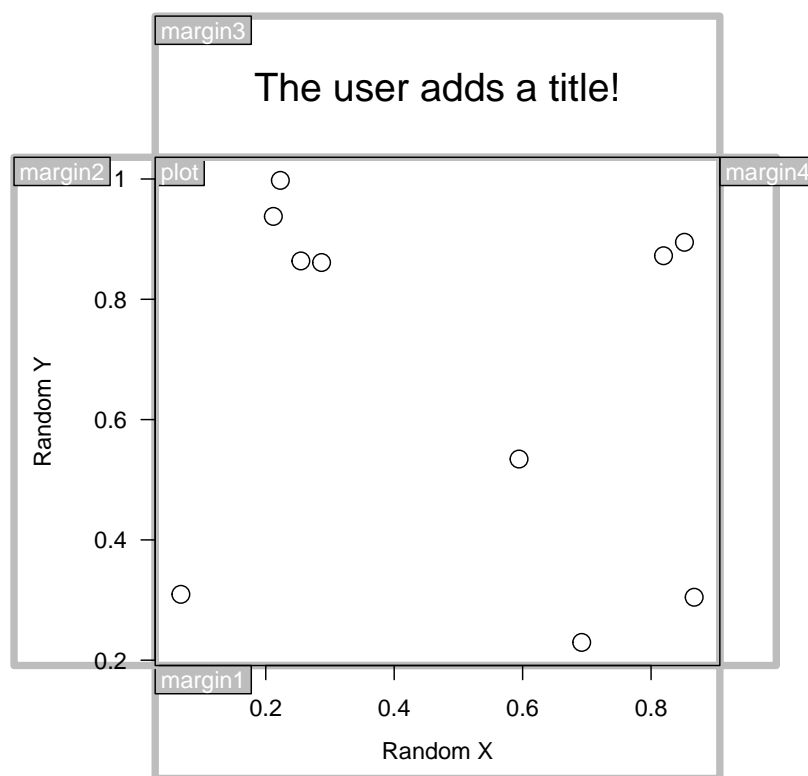 margin3
The user adds a title!
margin2
plot
margin4
1
0.8
0.6
0.4
0.2
Random Y
margin1
0.2 0.4 0.6 0.8
Random X